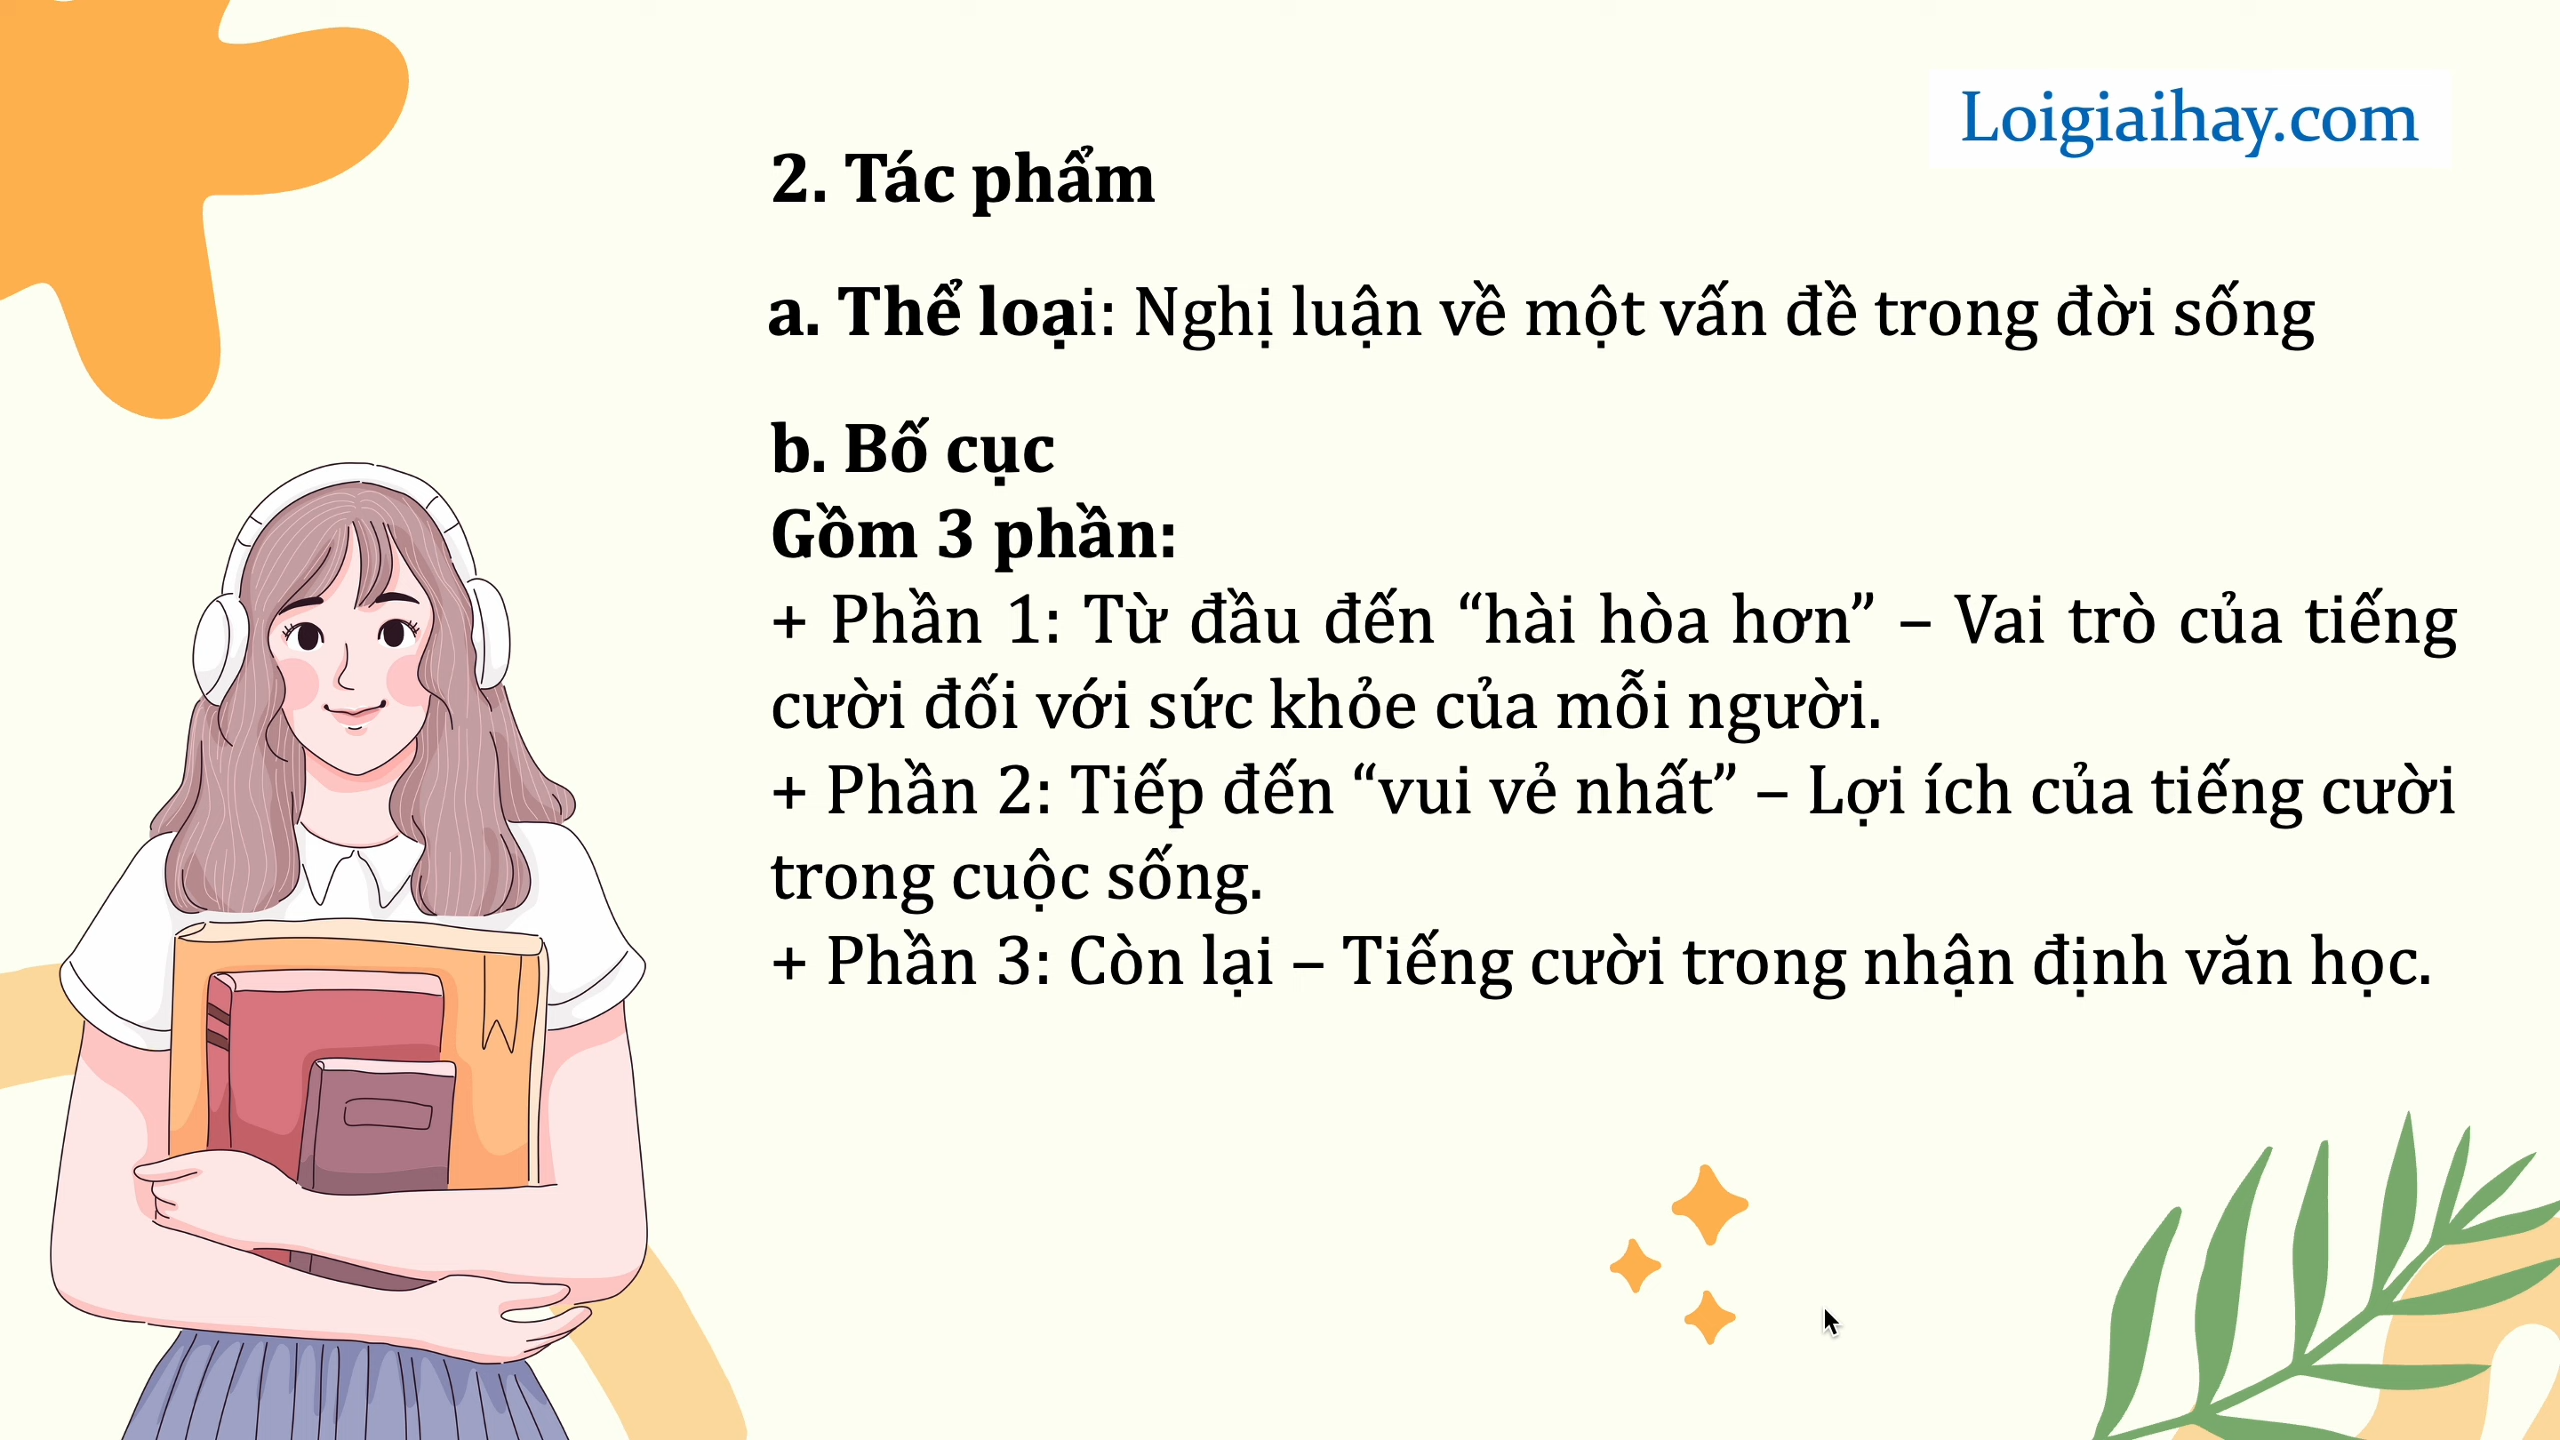 Loigiaihay.com
2. Tác phẩm
a. Thể loại: Nghị luận về một vấn đề trong đời sống
b. Bố cục
Gồm 3 phần:
+ Phần 1: Từ đầu đến “hài hòa hơn” – Vai trò của tiếng
cười đối với sức khỏe của mỗi người.
+ Phần 2: Tiếp đến “vui vẻ nhất” – Lợi ích của tiếng cười
trong cuộc sống.
+ Phần 3: Còn lại – Tiếng cười trong nhận định văn học.